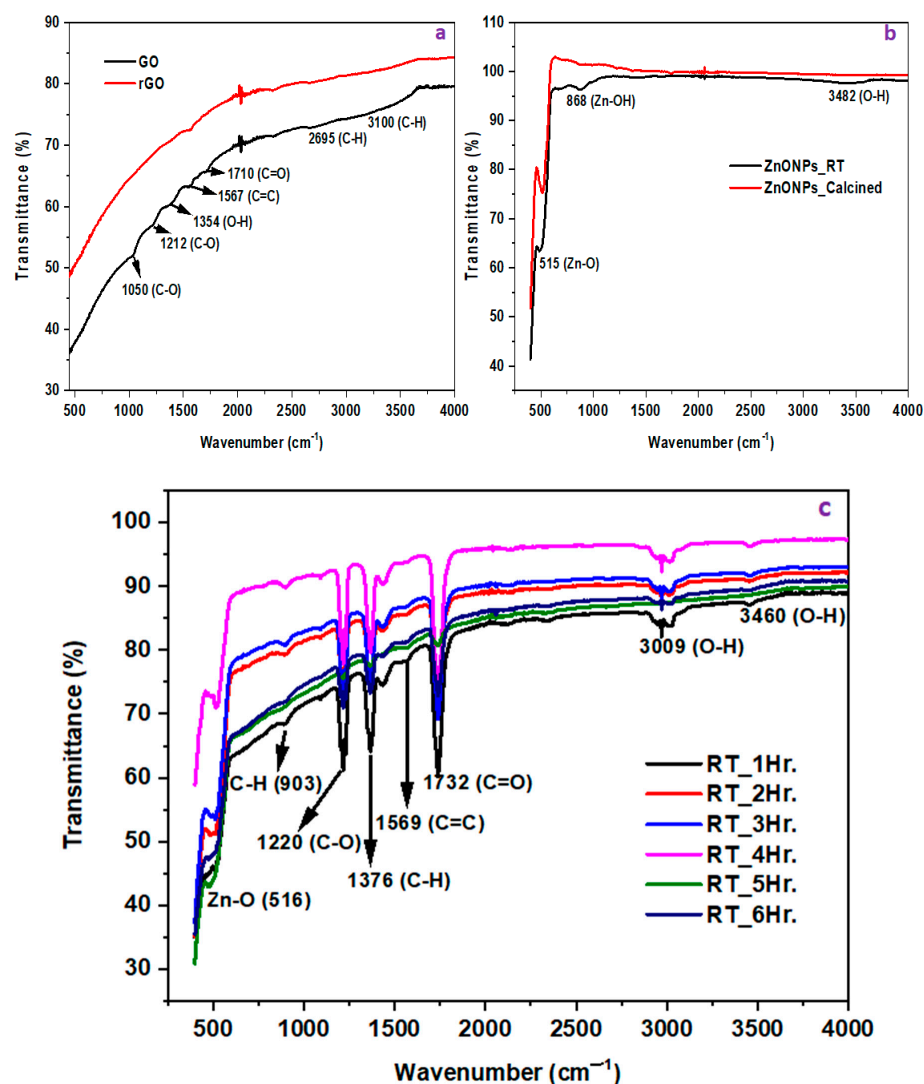 a
GO
rGO
90
80
70
60
50
40
30
Transmittance (%)
3100 (C-H)
2695 (C-H)
1710 (C=O)
1567 (C=C)
1354 (O-H)
1212 (C-O)
1050 (C-O)
500 1000 1500 2000 2500 3000 3500 4000
Wavenumber (cm⁻¹)
b
110
100
90
80
70
60
50
40
Transmittance (%)
868 (Zn-OH)
3482 (O-H)
ZnONPs_RT
ZnONPs_Calcined
515 (Zn-O)
500 1000 1500 2000 2500 3000 3500 4000
Wavenumber (cm⁻¹)
c
100
90
80
70
60
50
40
30
Transmittance (%)
3460 (O-H)
3009 (O-H)
C-H (903)
1732 (C=O)
1220 (C-O)
1569 (C=C)
1376 (C-H)
Zn-O (516)
RT_1Hr.
RT_2Hr.
RT_3Hr.
RT_4Hr.
RT_5Hr.
RT_6Hr.
500 1000 1500 2000 2500 3000 3500 4000
Wavenumber (cm⁻¹)